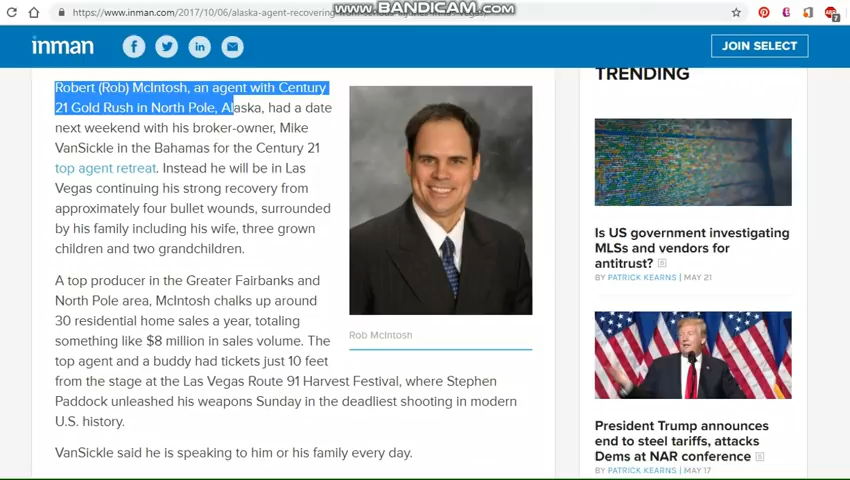 www.BANDICAM.com
https://www.inman.com/2017/10/06/alaska-agent-recovering-
inman
JOIN SELECT
Robert (Rob) McIntosh, an agent with Century
21 Gold Rush in North Pole, Alaska, had a date
next weekend with his broker-owner, Mike
VanSickle in the Bahamas for the Century 21
top agent retreat. Instead he will be in Las
Vegas continuing his strong recovery from
approximately four bullet wounds, surrounded
by his family including his wife, three grown
children and two grandchildren.
Rob McIntosh
A top producer in the Greater Fairbanks and
North Pole area, McIntosh chalks up around
30 residential home sales a year, totaling
something like $8 million in sales volume. The
top agent and a buddy had tickets just 10 feet
from the stage at the Las Vegas Route 91 Harvest Festival, where Stephen
Paddock unleashed his weapons Sunday in the deadliest shooting in modern
U.S. history.
VanSickle said he is speaking to him or his family every day.
TRENDING
Is US government investigating
MLSs and vendors for
antitrust?
BY PATRICK KEARNS | MAY 21
President Trump announces
end to steel tariffs, attacks
Dems at NAR conference
BY PATRICK KEARNS | MAY 17